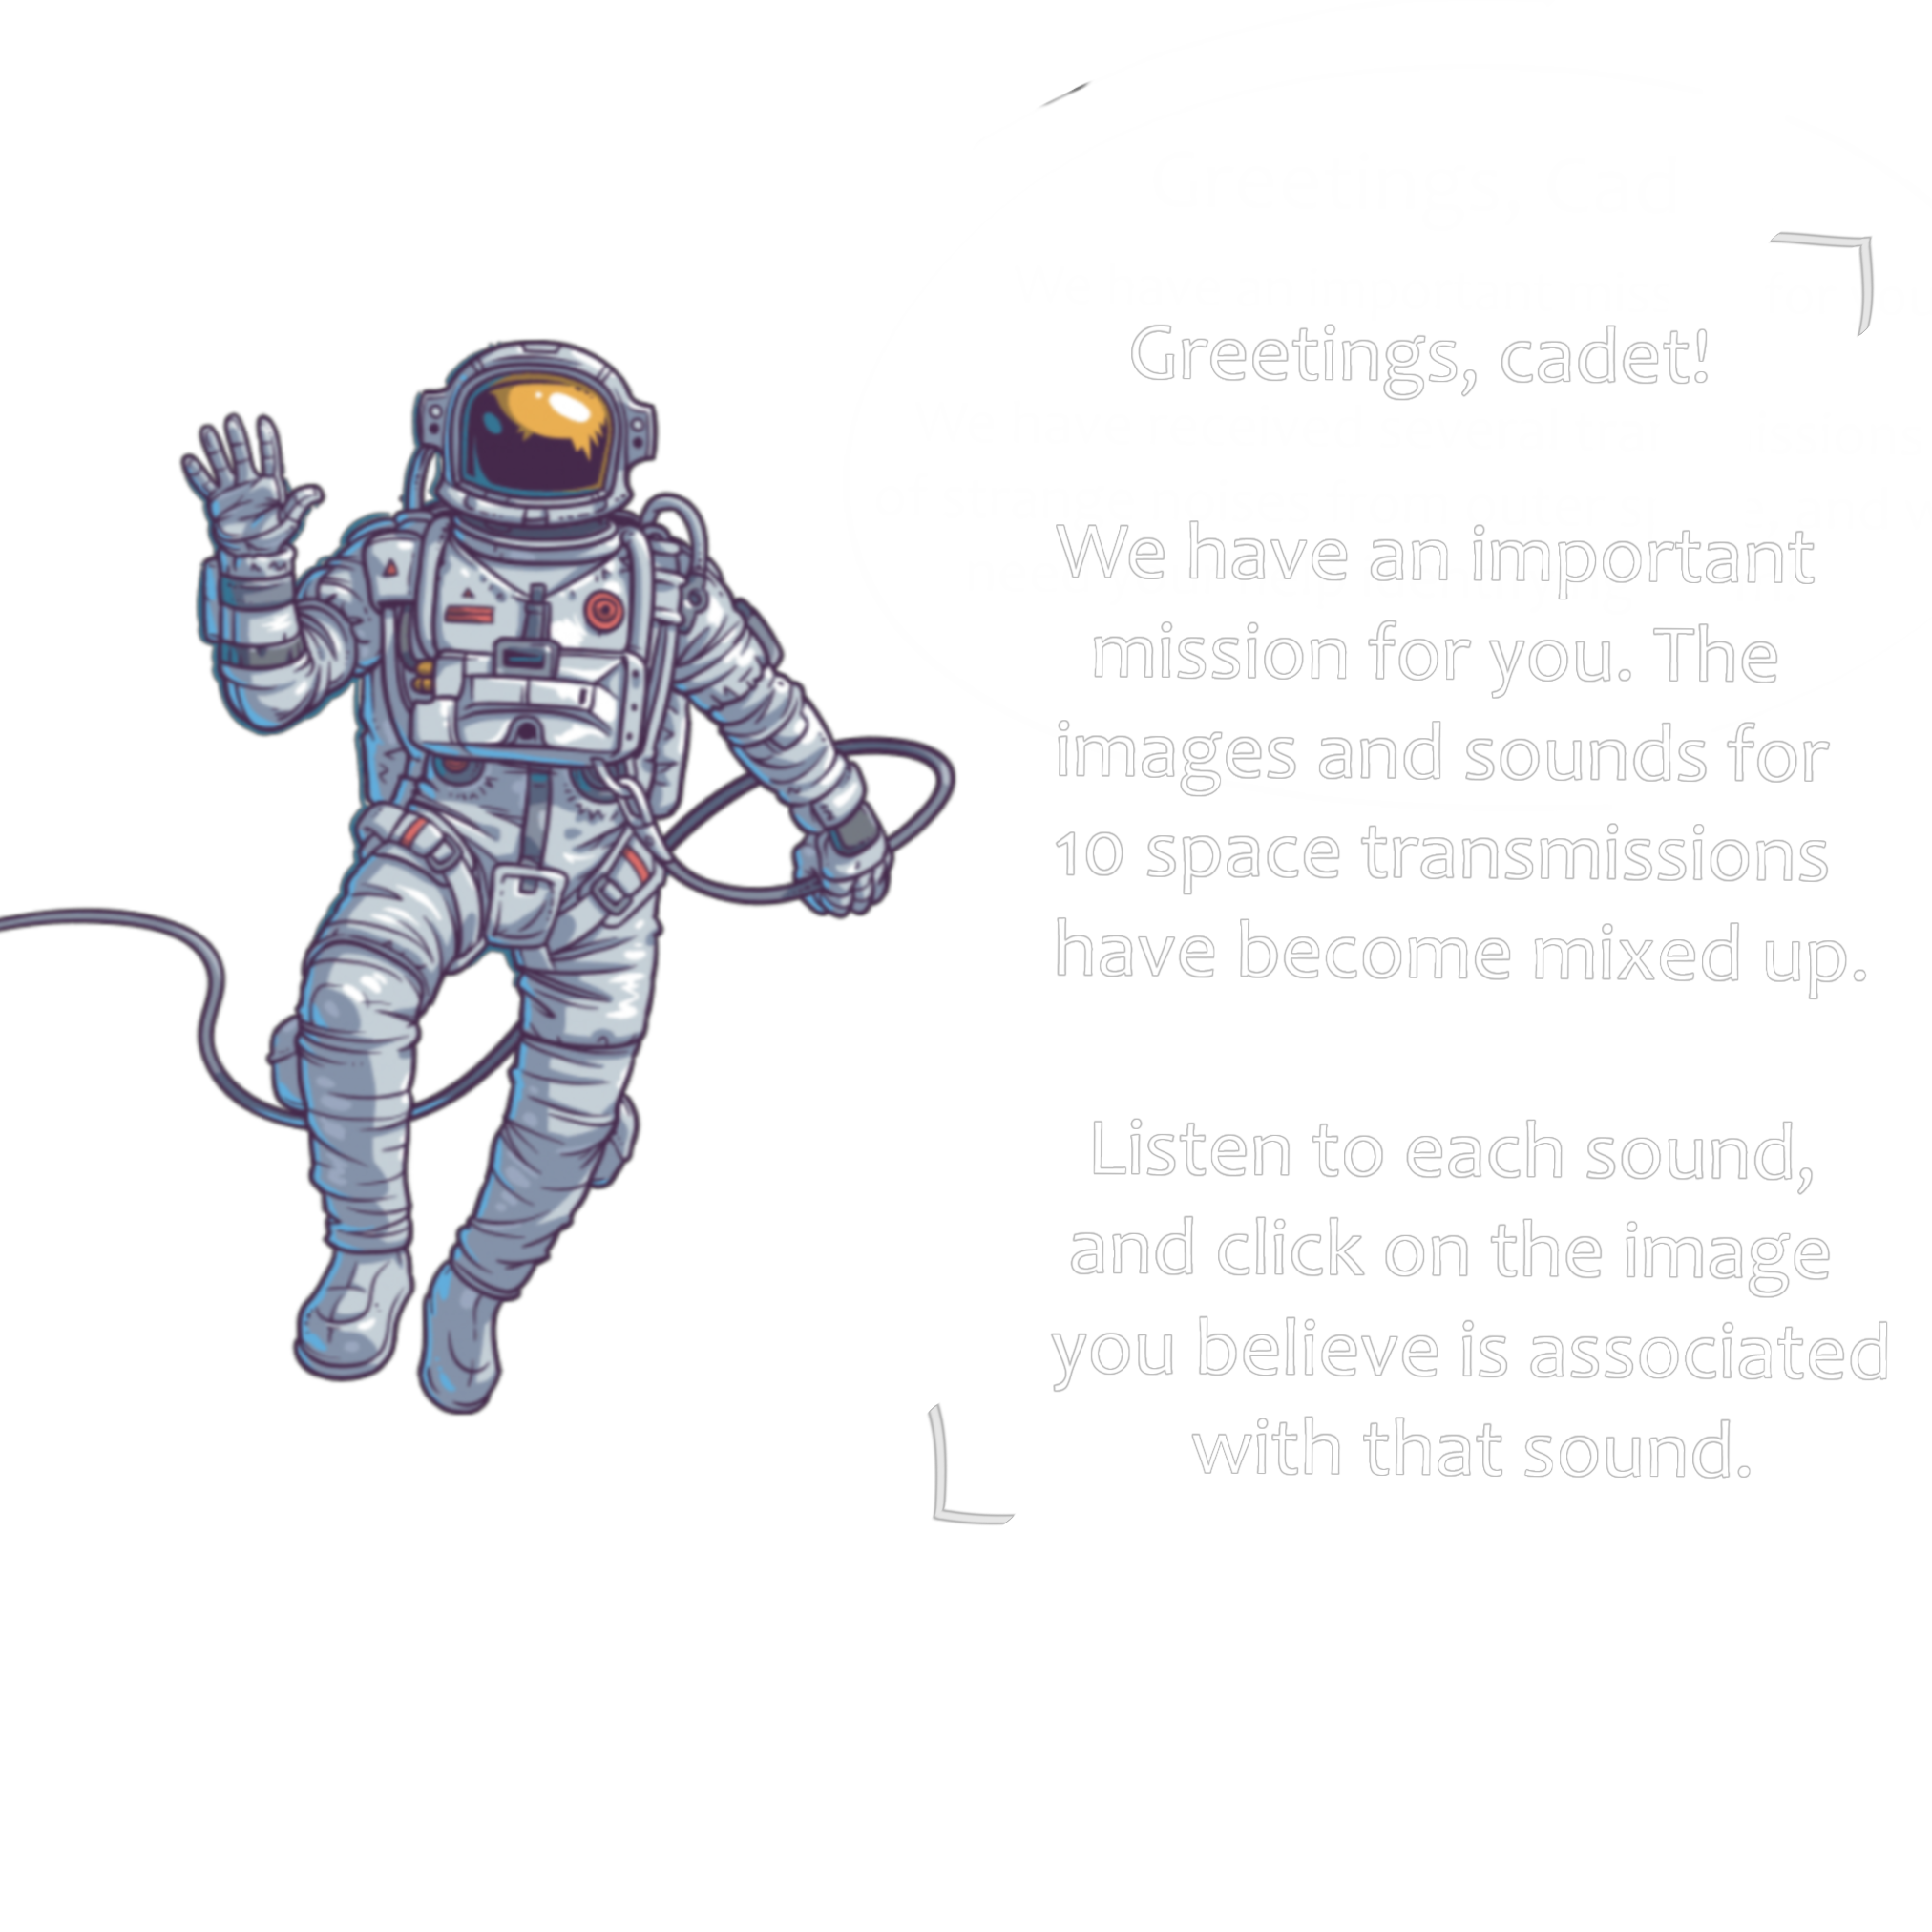 Greetings, cadet!
We have an important
mission for you. The
images and sounds for
10 space transmissions
have become mixed up.
Listen to each sound,
and click on the image
you believe is associated
with that sound.